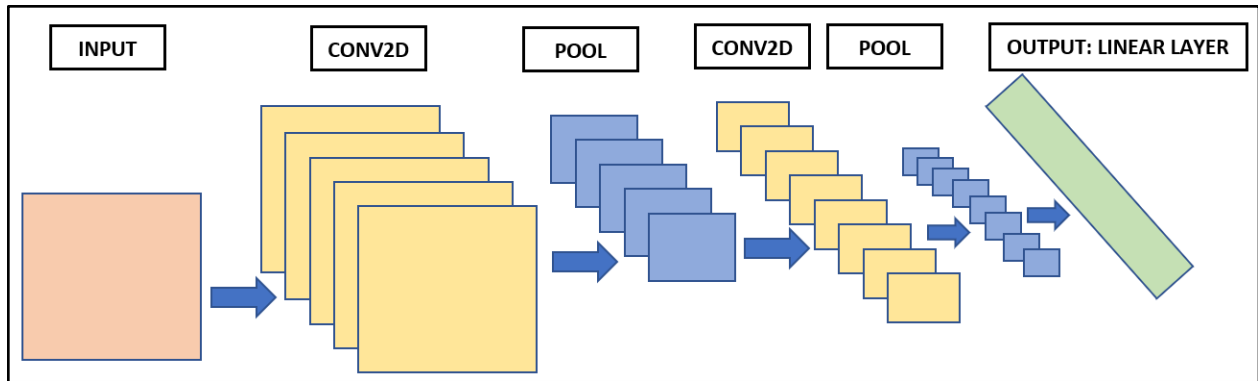 INPUT
CONV2D
POOL
CONV2D
POOL
OUTPUT: LINEAR LAYER